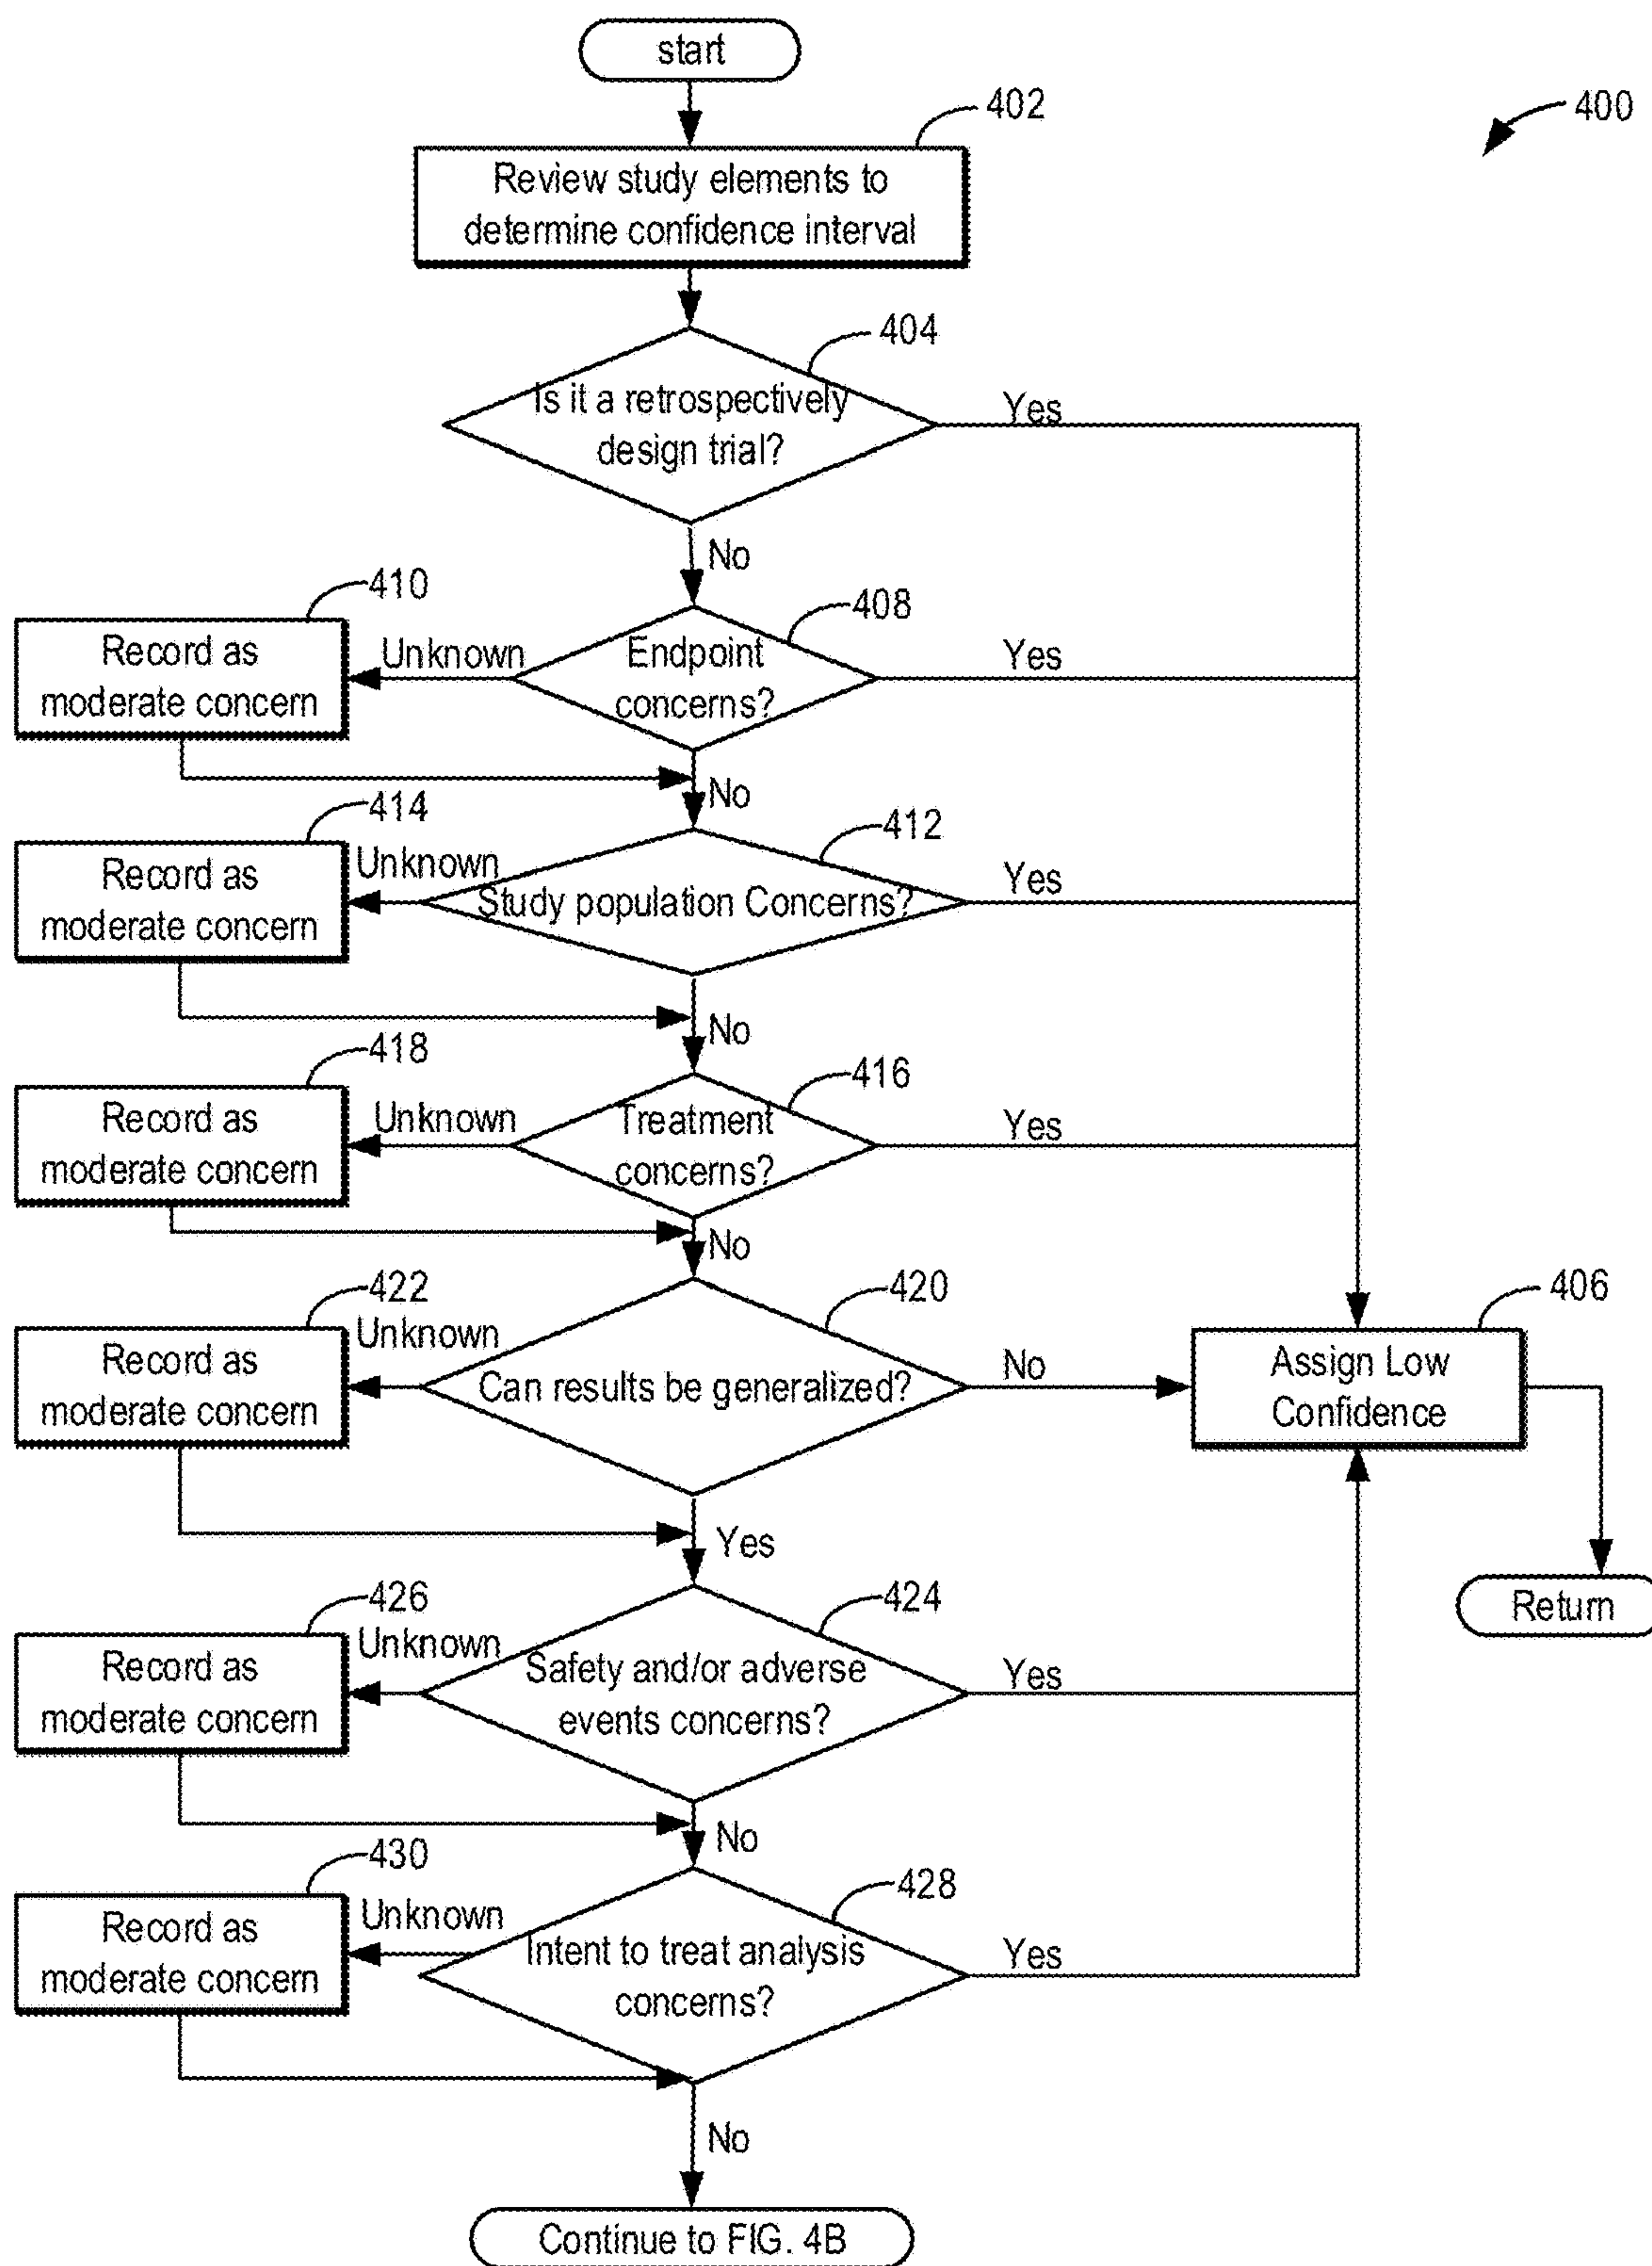 start
402
400
Review study elements to
determine confidence interval
404
Is it a retrospectively
design trial?
Yes
No
410
408
Record as
moderate concern
Unknown
Endpoint
concerns?
Yes
No
414
412
Record as
moderate concern
Unknown
Study population Concerns?
Yes
No
418
416
Record as
moderate concern
Unknown
Treatment
concerns?
Yes
No
422
420
406
Record as
moderate concern
Unknown
Can results be generalized?
No
Assign Low
Confidence
Yes
Return
426
424
Record as
moderate concern
Unknown
Safety and/or adverse
events concerns?
Yes
No
430
428
Record as
moderate concern
Unknown
Intent to treat analysis
concerns?
Yes
No
Continue to FIG. 4B